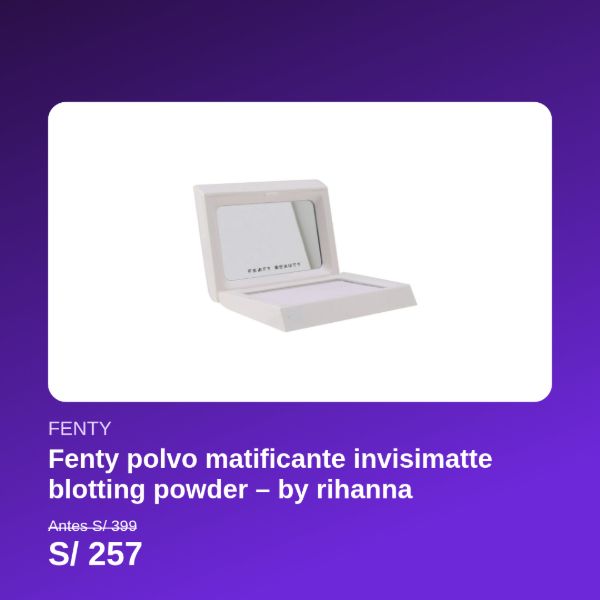 FENTY BEAUTY
FENTY
Fenty polvo matificante invisimatte
blotting powder – by rihanna
Antes S/ 399
S/ 257